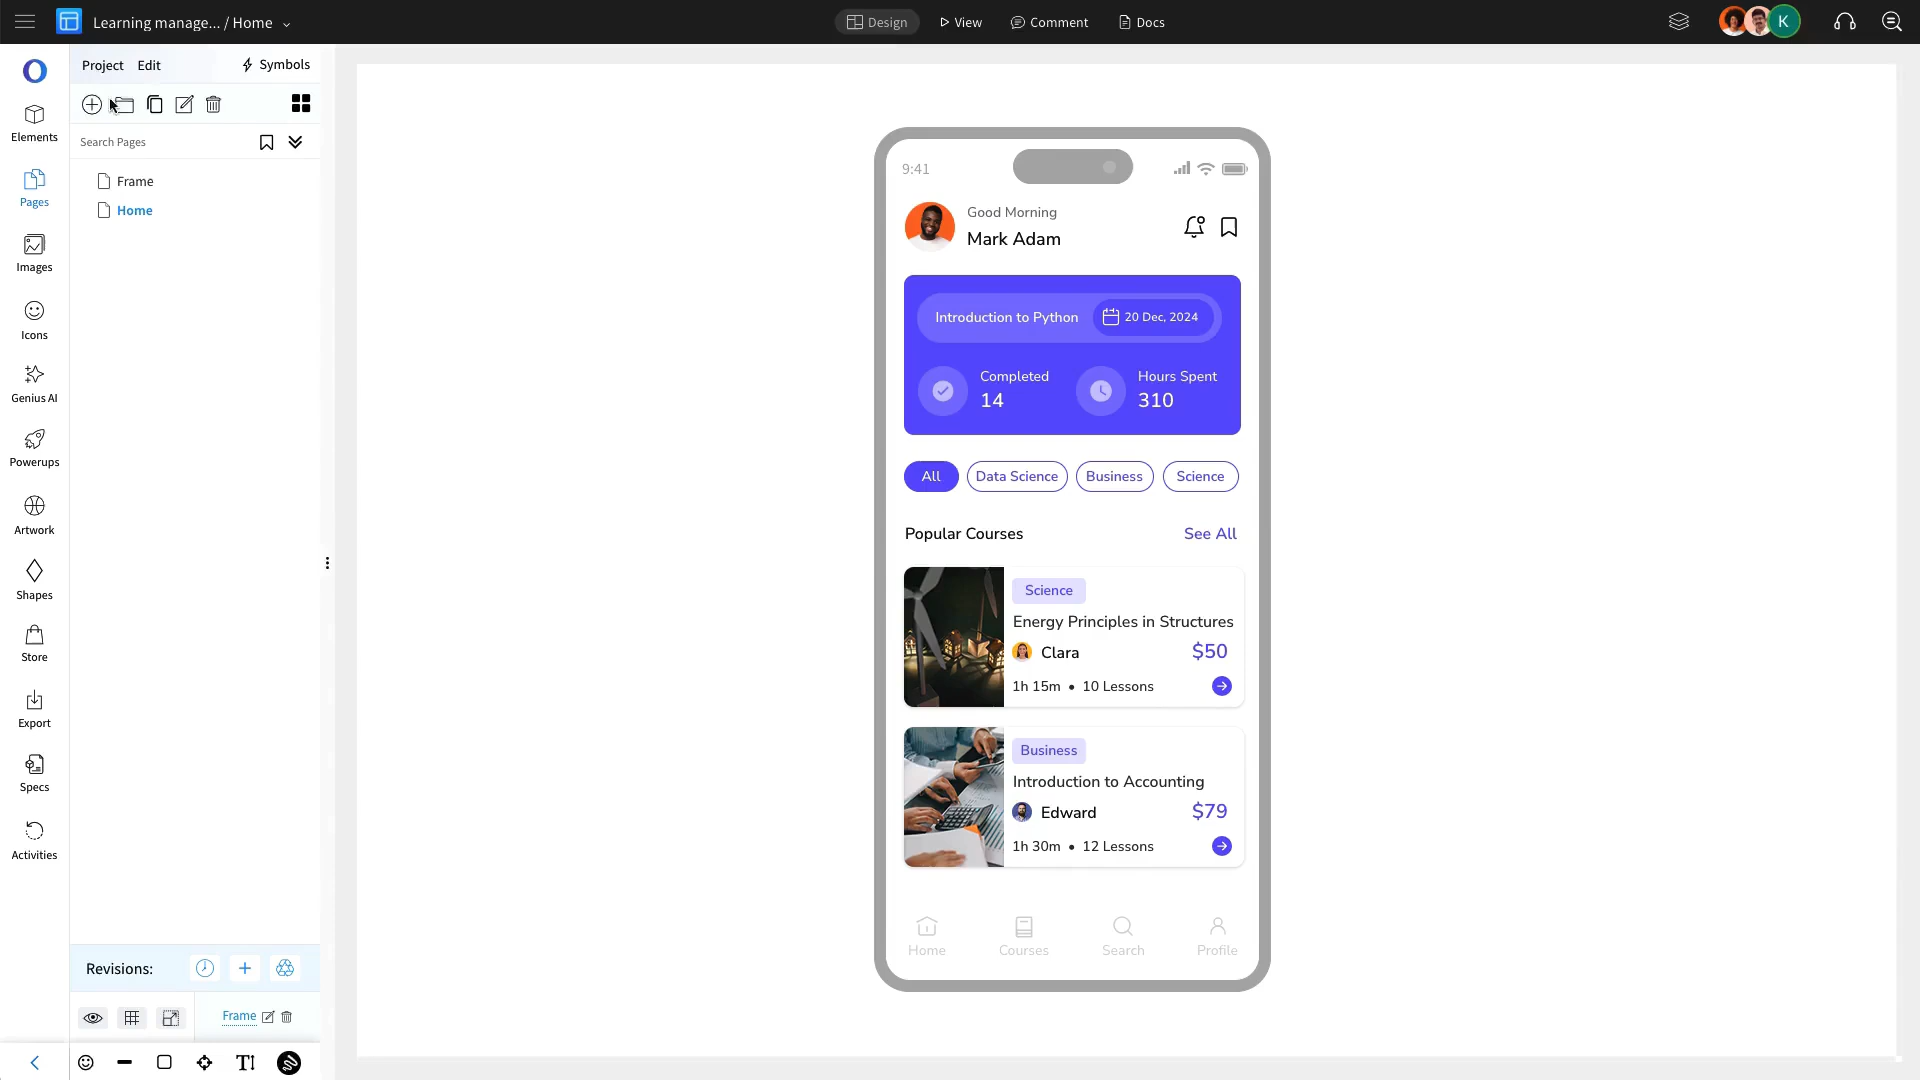 Learning manage... / Home
Design
View
Comment
Docs
K
Project
Edit
Symbols
Search Pages
Frame
Home
Elements
Pages
Images
Icons
Genius AI
Powerups
Artwork
Shapes
Store
Export
Specs
Activities
Revisions:
Frame
9:41
Good Morning
Mark Adam
Introduction to Python
20 Dec, 2024
Completed
14
Hours Spent
310
All
Data Science
Business
Science
Popular Courses
See All
Science
Energy Principles in Structures
Clara
$50
1h 15m • 10 Lessons
Business
Introduction to Accounting
Edward
$79
1h 30m • 12 Lessons
Home
Courses
Search
Profile